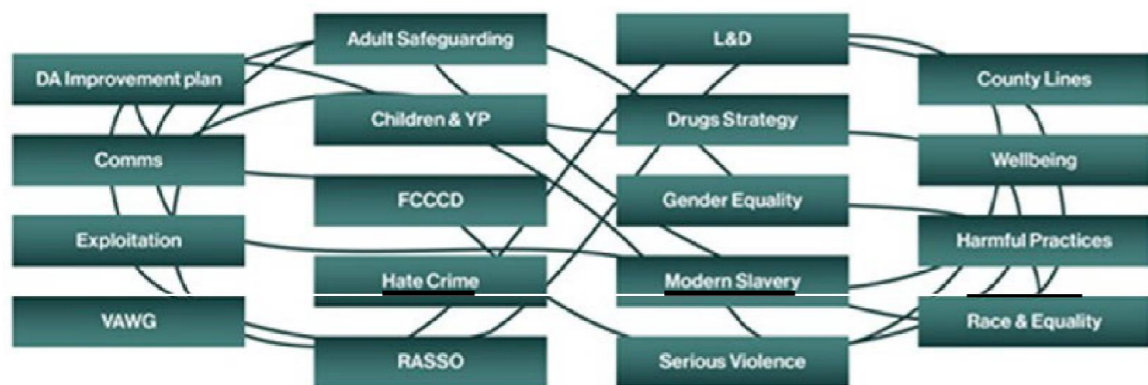 DA Improvement plan
Comms
Exploitation
VAWG
Adult Safeguarding
Children & YP
FCCCD
Hate Crime
RASSO
L&D
Drugs Strategy
Gender Equality
Modern Slavery
Serious Violence
County Lines
Wellbeing
Harmful Practices
Race & Equality